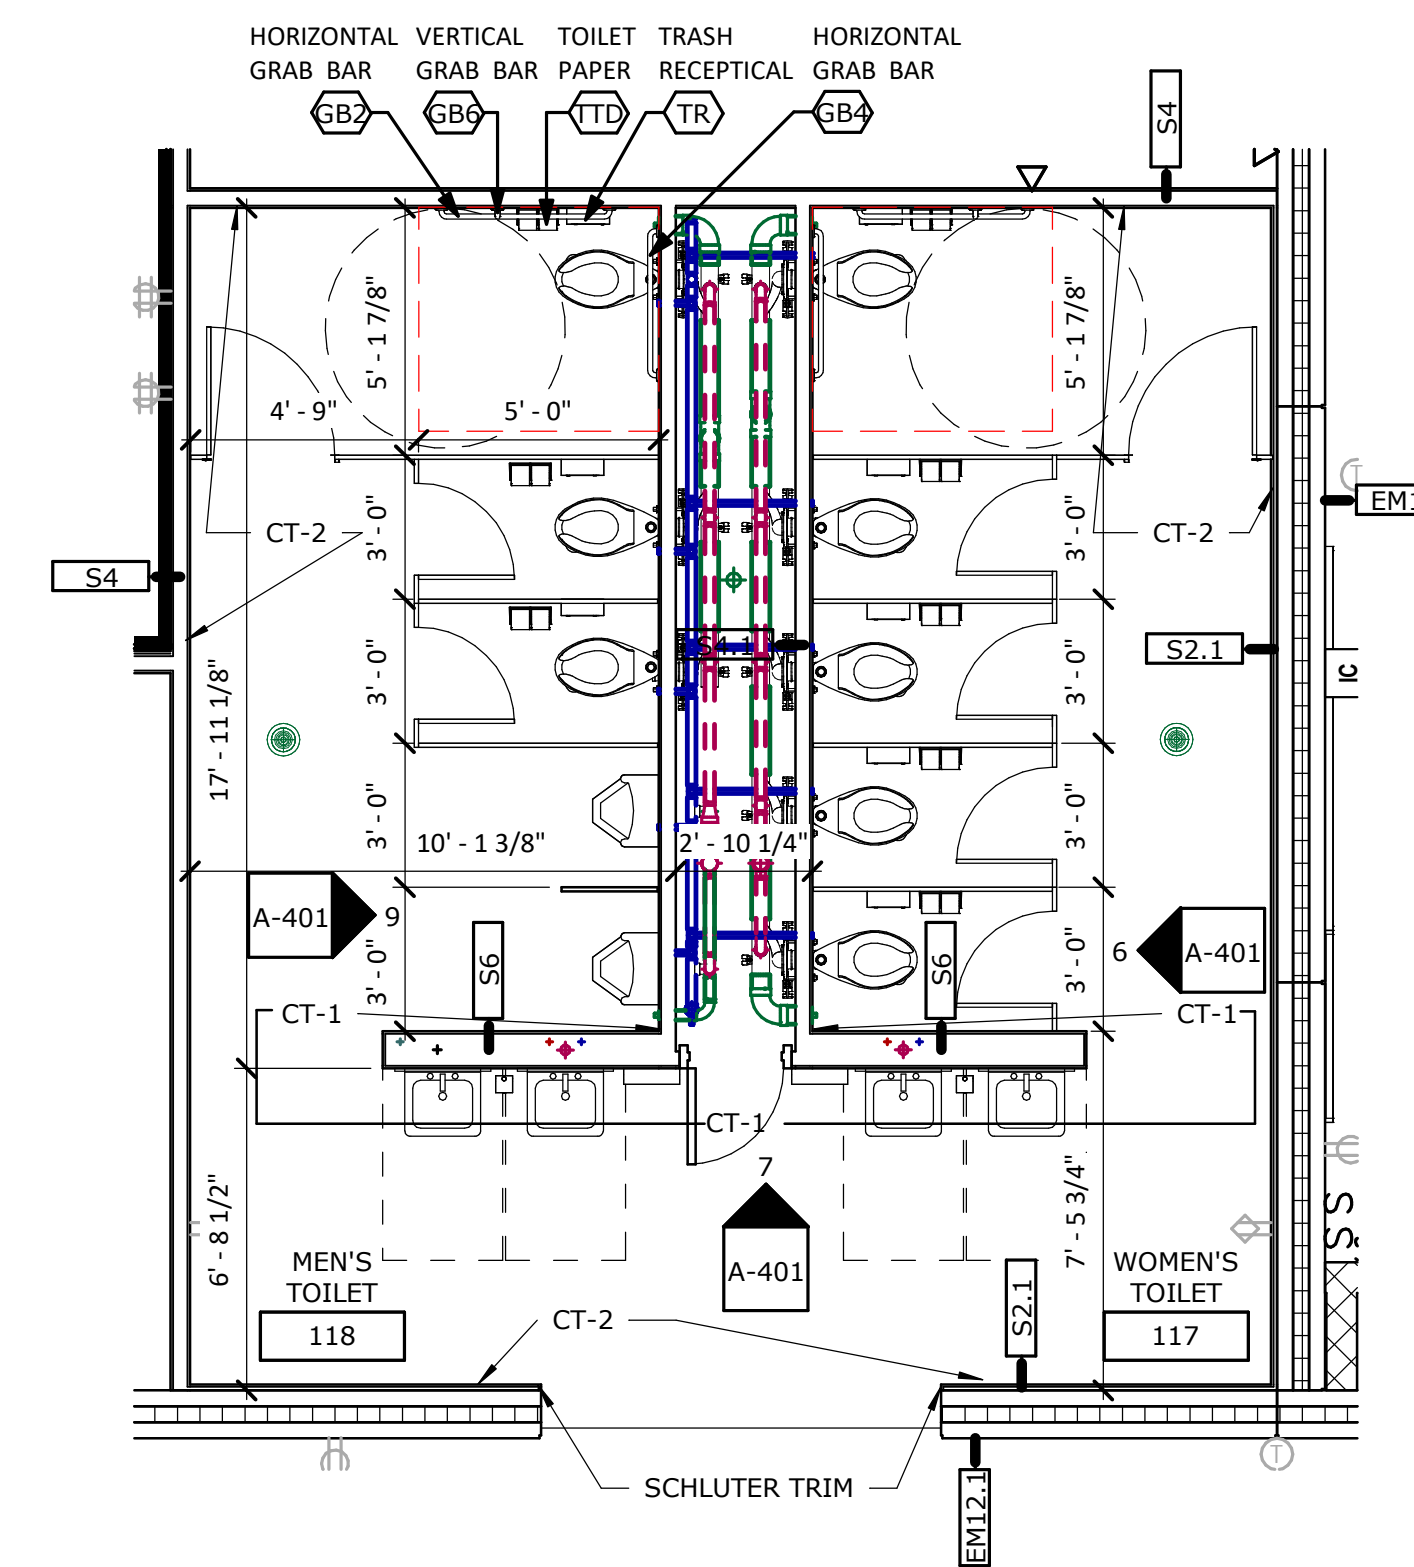 HORIZONTAL GRAB BAR
VERTICAL GRAB BAR
TOILET PAPER
TRASH RECEPTICAL
HORIZONTAL GRAB BAR
GB2
GB6
TTD
TR
GB4
S4
5' - 1 7/8"
5' - 1 7/8"
4' - 9"
5' - 0"
CT-2
CT-2
3' - 0"
3' - 0"
EM1
S4
S4.1
S2.1
3' - 0"
3' - 0"
IC
17' - 11 1/8"
3' - 0"
3' - 0"
10' - 1 3/8"
2' - 10 1/4"
A-401
9
S6
S6
6
A-401
3' - 0"
3' - 0"
CT-1
CT-1
CT-1
7
A-401
6' - 8 1/2"
7' - 5 3/4"
MEN'S
TOILET
118
WOMEN'S
TOILET
117
CT-2
S2.1
SCHLUTER TRIM
EM12.1
T
T